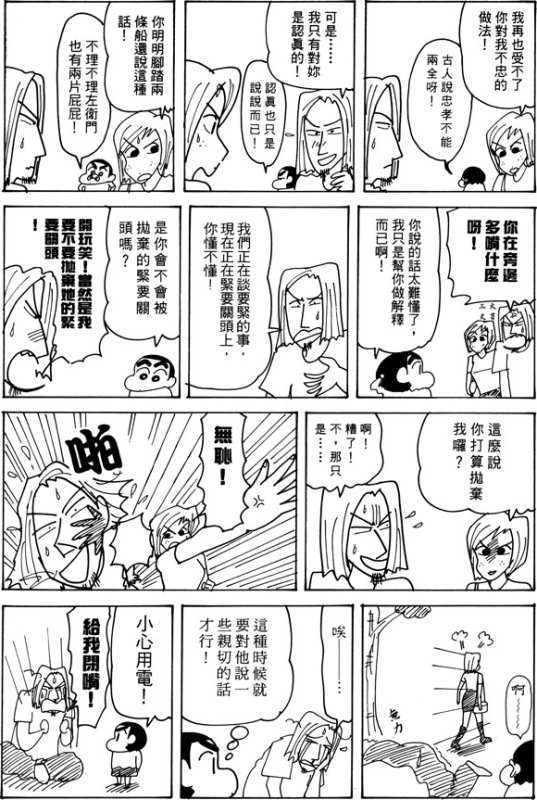 我再也受不了
你對我不忠的
做法！
古人說忠孝不能
兩全呀！
可是……
我只有對妳
是認真的！
認真也只是
說說而已！
你明明腳踏兩
條船還說這種
話！
不理不理左衛門
也有兩片屁屁！
你在旁邊
多嘴什麼
呀！
你說的話太難懂了，
我只是幫你做解釋
而已啊！
我們正在談要緊的事，
現在正在緊要關頭上，
你懂不懂！
是你會不會被
拋棄的緊要關
頭嗎？
開玩笑！當然是我
要不要拋棄她的緊
要關頭
！
這麼說
你打算拋棄
我囉？
啊！
糟了！
不，那只
是……
無恥！
啪
啊〜〜〜
無力
唉………
這種時候就
要對他說一
些親切的話
才行！
小心用電！
給我閉嘴！